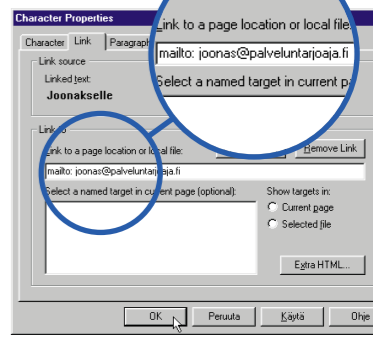 Character Properties
Character Link Paragraph
Link source
Linked text:
Joonakselle
Link to
Link to a page location or local file:
Remove Link
mailto: joonas@palveluntarjoaja.fi
Select a named target in current page (optional):
Show targets in:
Current page
Selected file
Extra HTML...
OK
Peruuta
Käytä
Ohje
Link to a page location or local file
mailto: joonas@palveluntarjoaja.fi
Select a named target in current pa